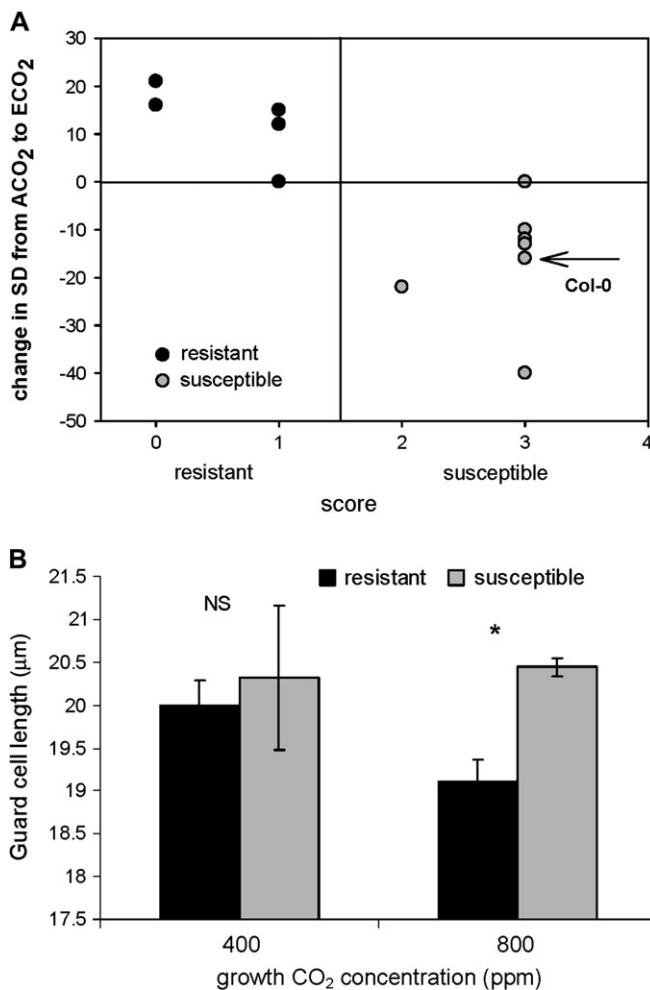 A
change in SD from ACO₂ to ECO₂
30
20
10
0
-10
-20
-30
-40
-50
Col-0
resistant
susceptible
0 1 2 3 4
resistant susceptible
score
B
Guard cell length (μm)
21.5
21
20.5
20
19.5
19
18.5
18
17.5
resistant susceptible
NS
*
400 800
growth CO₂ concentration (ppm)